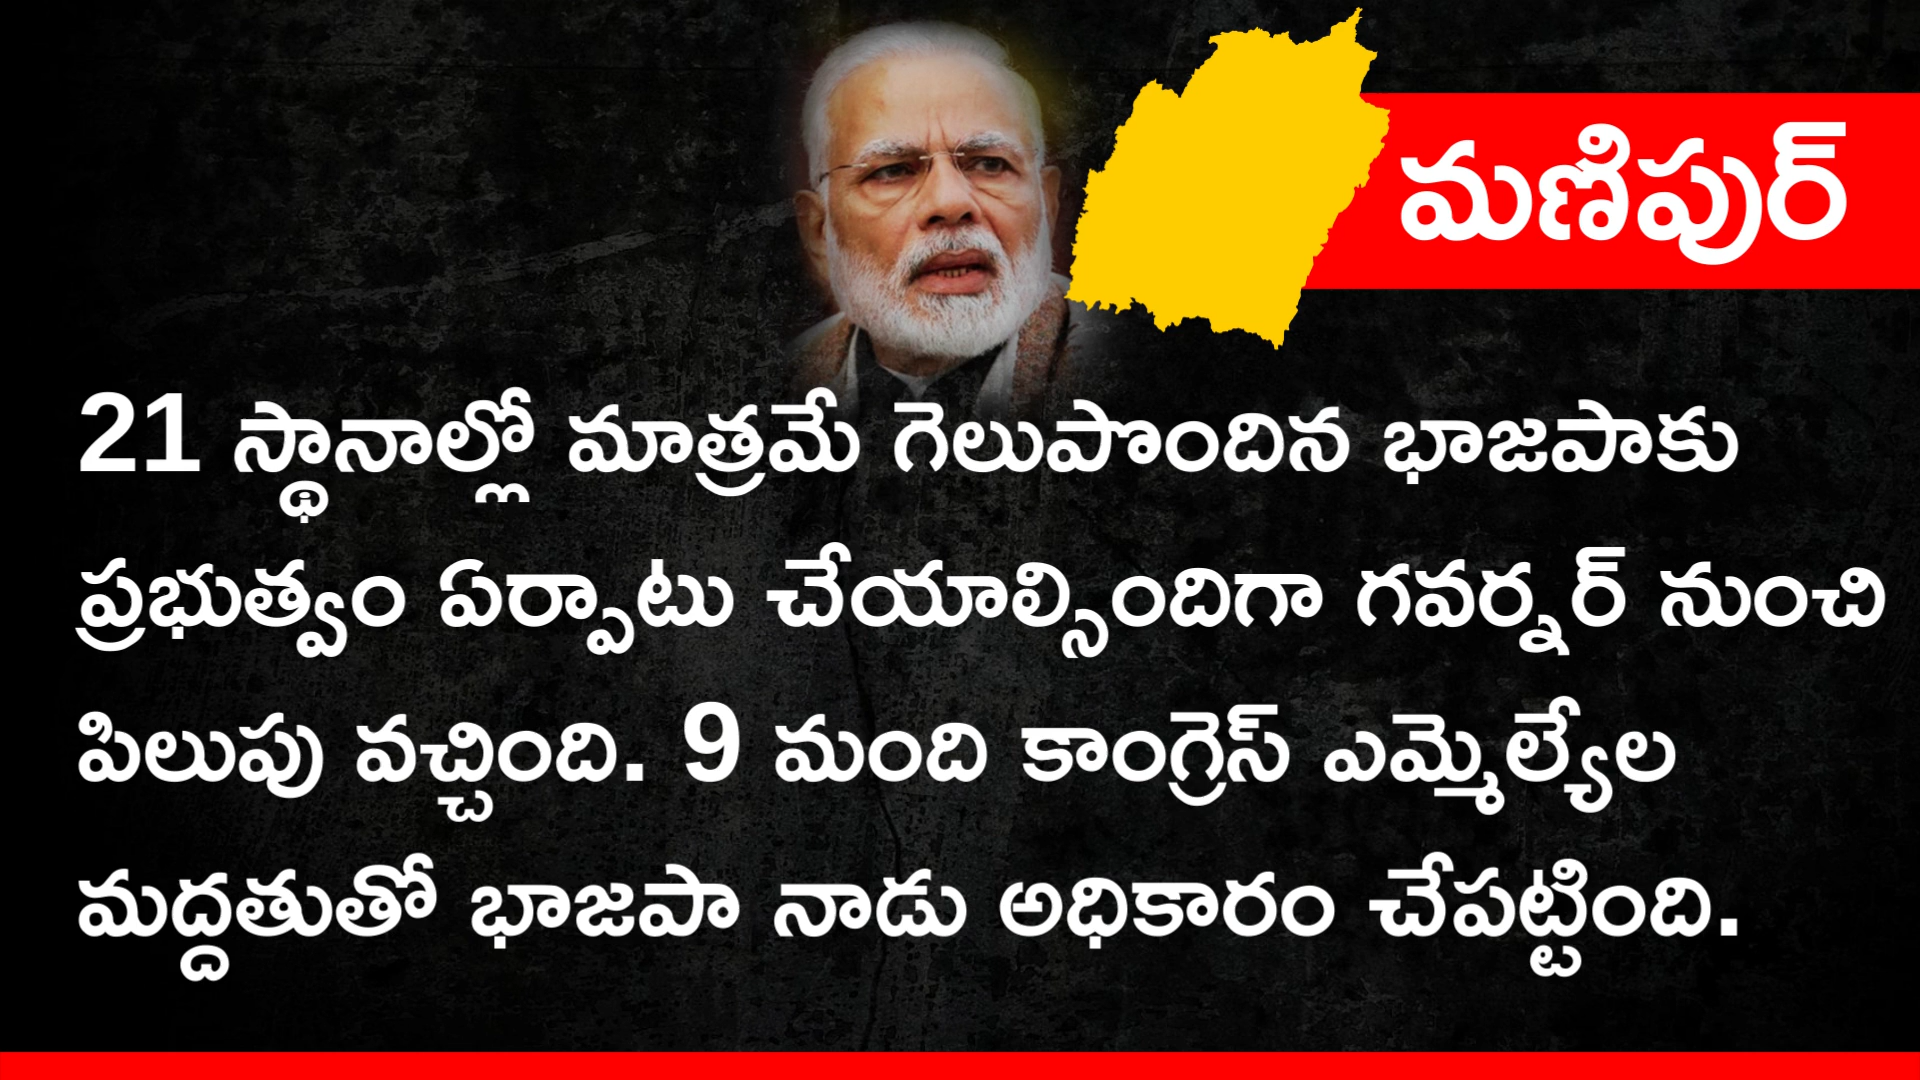 మణిపుర్
21 స్థానాల్లో మాత్రమే గెలుపొందిన భాజపాకు
ప్రభుత్వం ఏర్పాటు చేయాల్సిందిగా గవర్నర్ నుంచి
పిలుపు వచ్చింది. 9 మంది కాంగ్రెస్ ఎమ్మెల్యేల
మద్దతుతో భాజపా నాడు అధికారం చేపట్టింది.